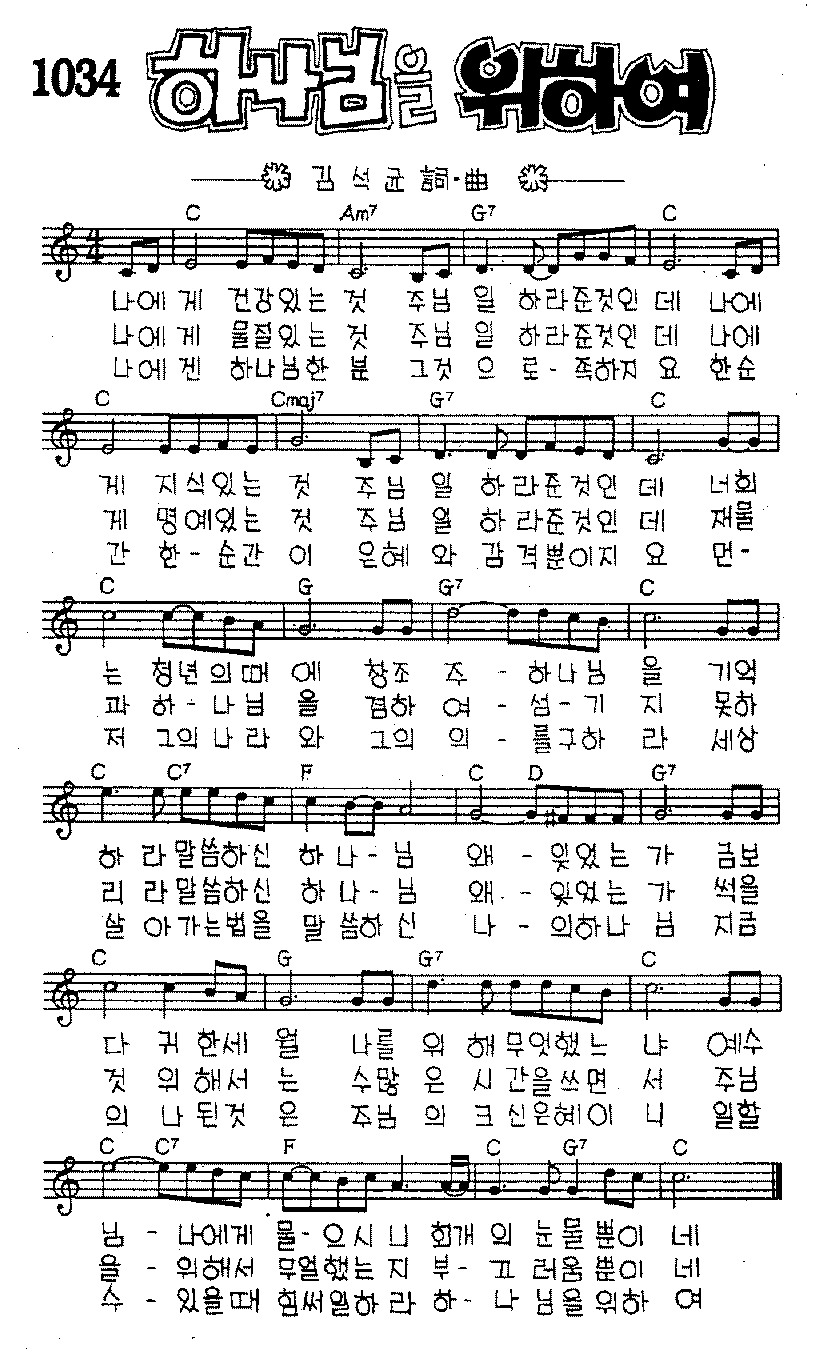 1034 하나님을 위하여
김 석 균 詞·曲
C Am7 G7 C
나에 게 건강있는 것 주님 일 하라준것인 데 나에
나에 게 물질있는 것 주님 일 하라준것인 데 나에
나에 겐 하나님한 분 그것 으 로- 족하지 요 한순
C Cmaj7 G7 C
게 지식있는 것 주님 일 하라준것인 데 너희
게 명예있는 것 주님 일 하라준것인 데 재물
간 한-순간 이 은혜 와 감격뿐이지 요 먼-
C G G7 C
는 청년의때 에 창조 주 - 하나님 을 기억
과 하-나님 을 겸하 여 - 섬-기 지 못하
저 그의나라 와 그의 의 - 를구하 라 세상
C C7 F C D G7
하 라말씀하신 하나-님 왜 - 잊었는 가 금보
리 라말씀하신 하나-님 왜 - 잊었는 가 썩을
살 아가는법을 말씀하신 나 - 의하나 님 지금
C G G7 C
다 귀 한세 월 나를 위 해무엇했느 냐 예수
것 위 해서 는 수많 은 시간을쓰면 서 주님
의 나 된것 은 주님 의 크신은혜이 니 일할
C C7 F C G7 C
님 - 나에게 물-으시니 회개 의 눈물뿐이 네
을 - 위해서 무얼했는지 부- 끄 러움뿐이 네
수 - 있을때 힘써일하라 하- 나 님을위하 여